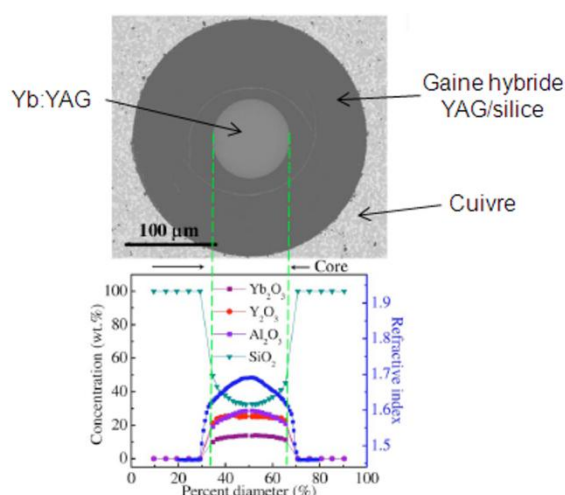 Yb:YAG
Gaine hybride
YAG/silice
Cuivre
100 µm
Core
Yb₂O₃
Y₂O₃
Al₂O₃
SiO₂
Concentration (wt.%)
100
80
60
40
20
0
Refractive index
1.9
1.7
1.6
1.5
0 20 40 60 80 100
Percent diameter (%)